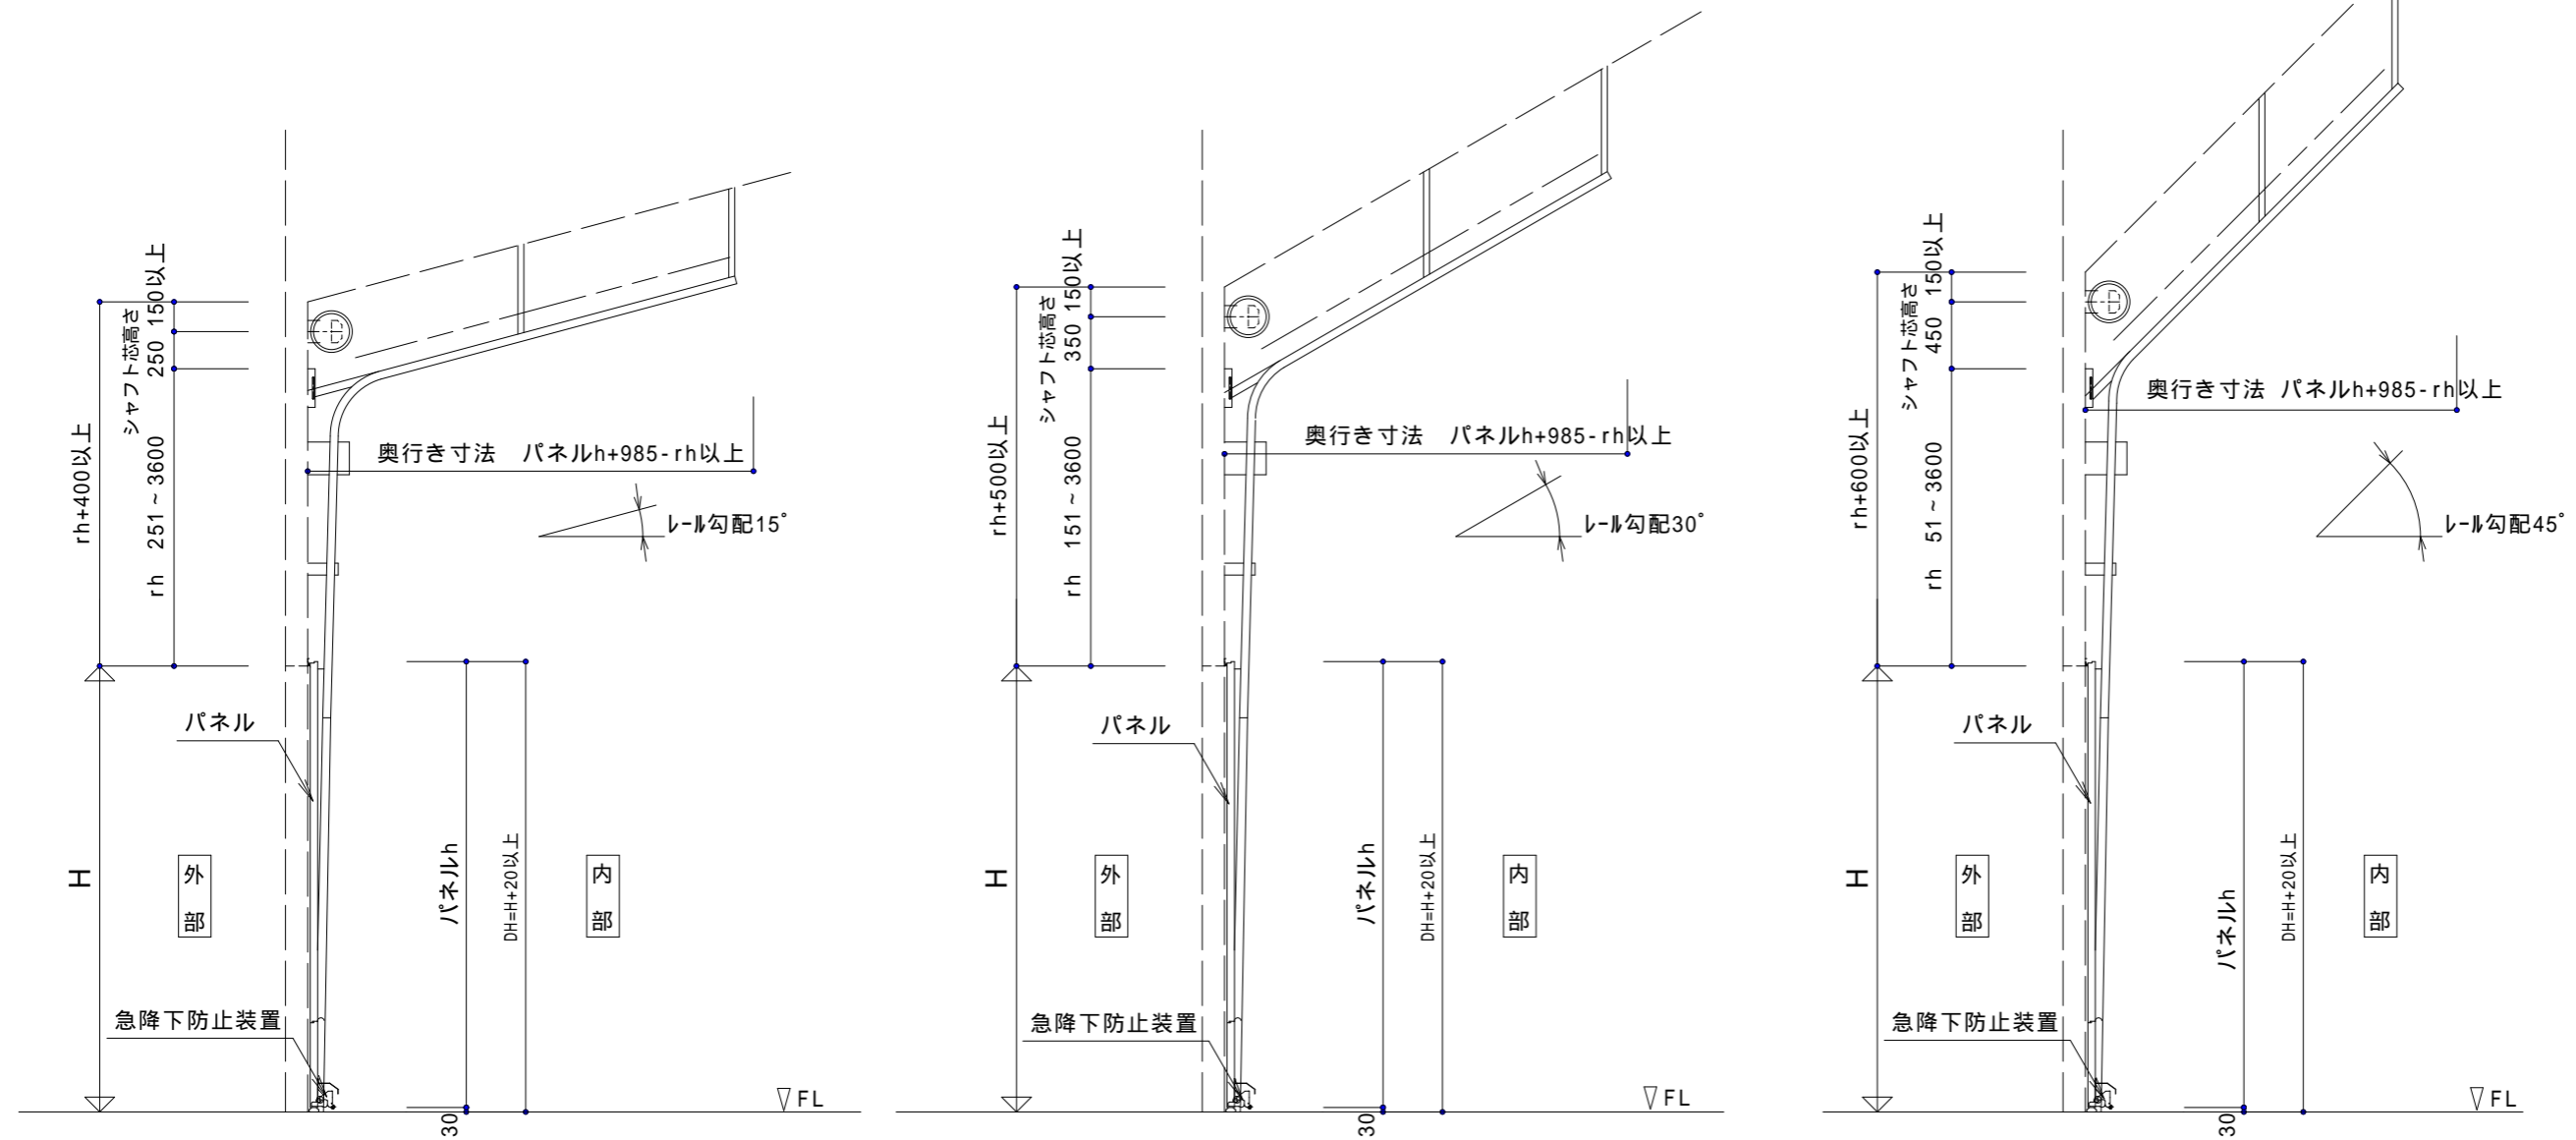 rh+400以上
シャフト芯高さ
150以上
250
rh 251~3600
奥行き寸法 パネルh+985-rh以上
レール勾配15°
パネル
H
外部
パネルh
DH=H+20以上
内部
急降下防止装置
30
FL
rh+500以上
シャフト芯高さ
150以上
350
rh 151~3600
奥行き寸法 パネルh+985-rh以上
レール勾配30°
パネル
H
外部
パネルh
DH=H+20以上
内部
急降下防止装置
30
FL
rh+600以上
シャフト芯高さ
150以上
450
rh 51~3600
奥行き寸法 パネルh+985-rh以上
レール勾配45°
パネル
H
外部
パネルh
DH=H+20以上
内部
急降下防止装置
30
FL